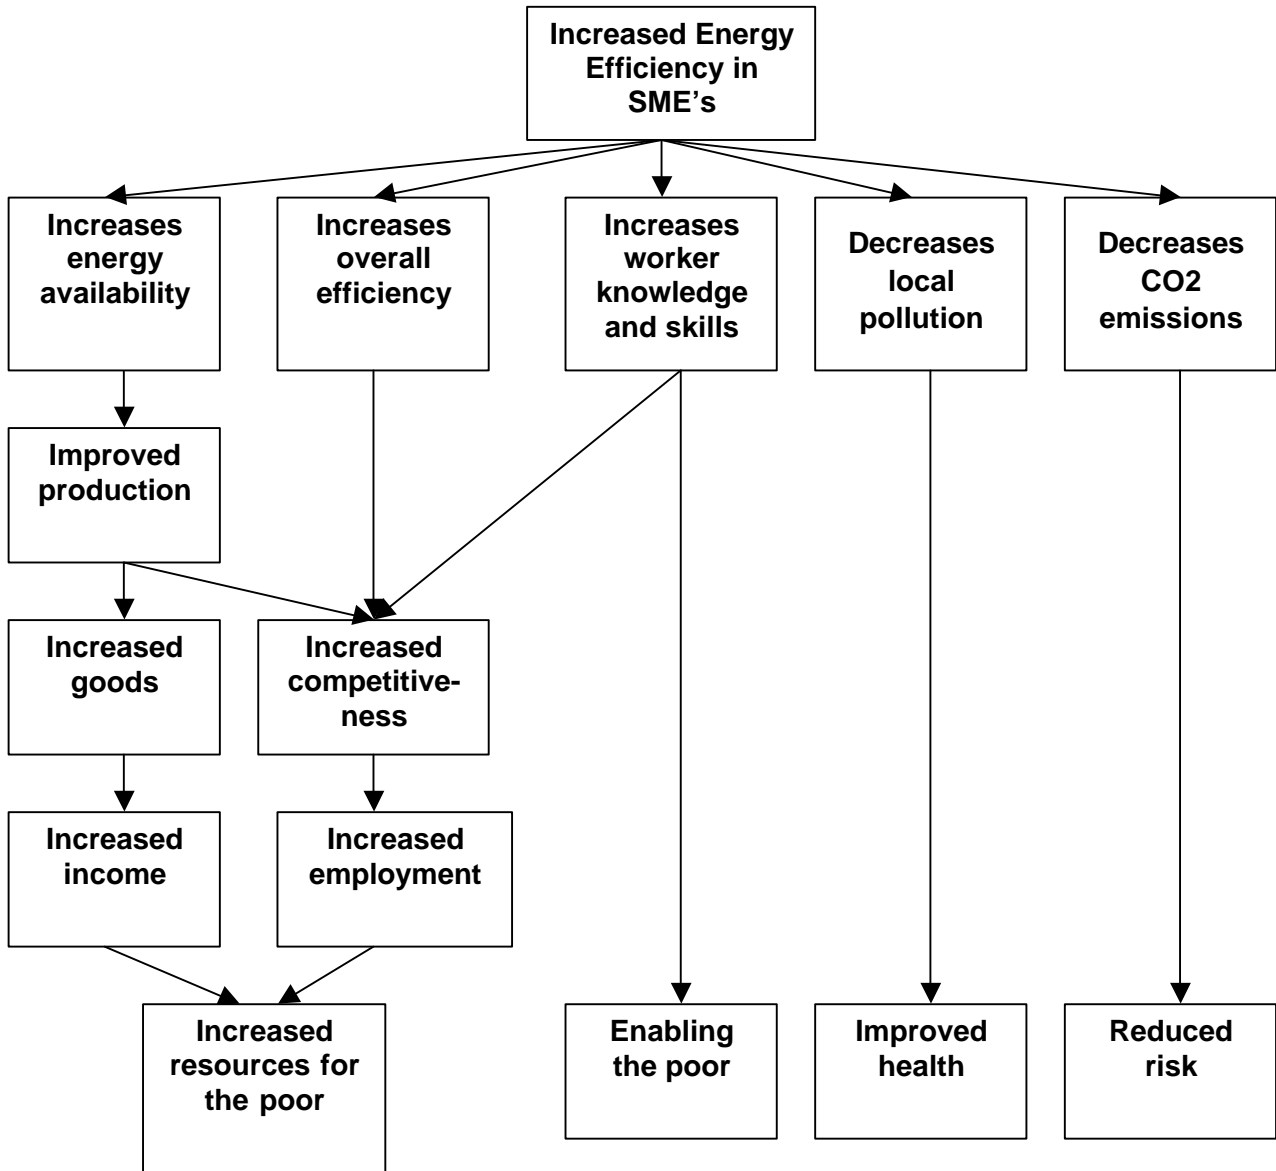 Increased Energy
Efficiency in
SME’s
Increases
energy
availability
Increases
overall
efficiency
Increases
worker
knowledge
and skills
Decreases
local
pollution
Decreases
CO2
emissions
Improved
production
Increased
goods
Increased
competitive-
ness
Increased
income
Increased
employment
Increased
resources for
the poor
Enabling
the poor
Improved
health
Reduced
risk